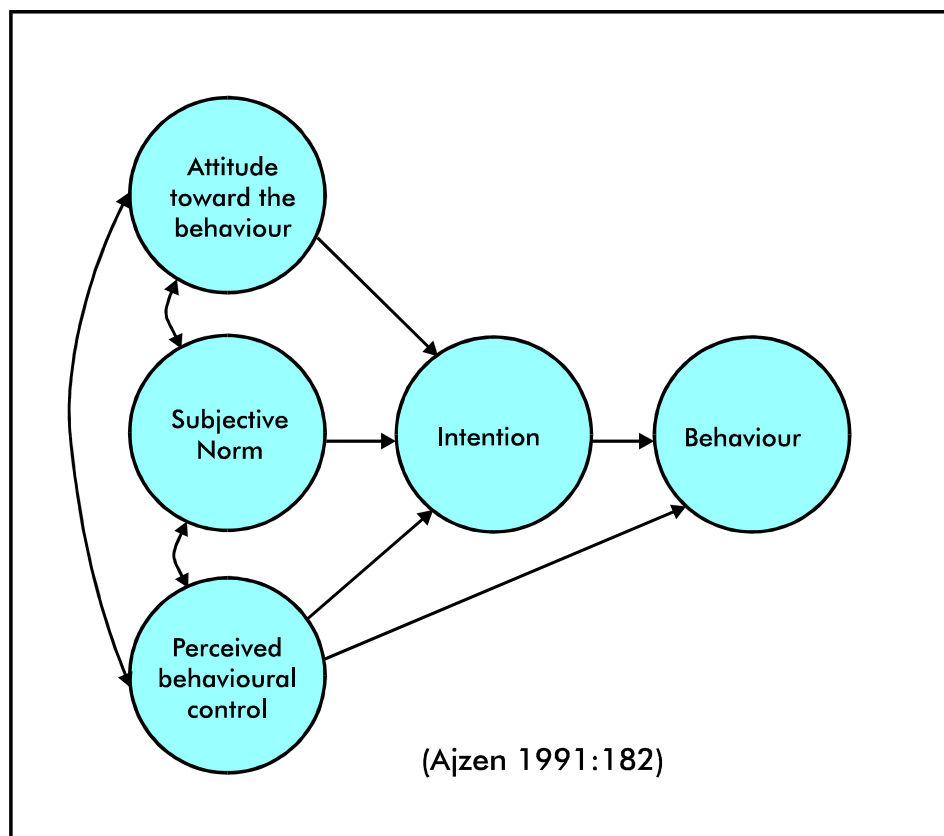 Attitude
toward the
behaviour
Subjective
Norm
Intention
Behaviour
Perceived
behavioural
control
(Ajzen 1991:182)